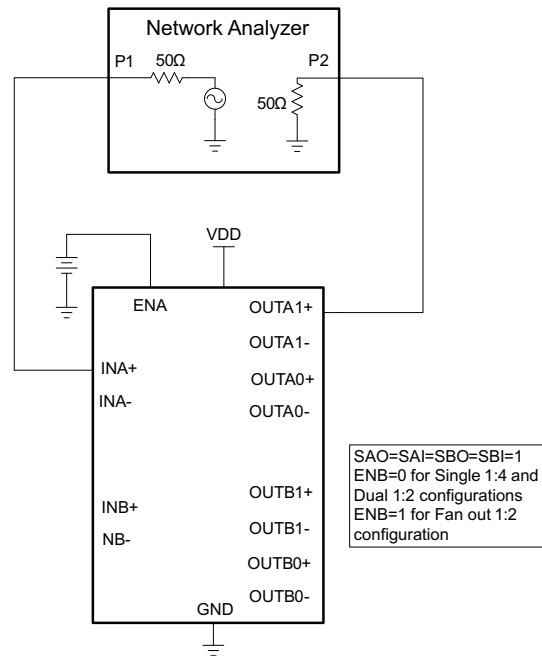 Network Analyzer
P1
50Ω
P2
50Ω
VDD
ENA
OUTA1+
OUTA1-
INA+
OUTA0+
INA-
OUTA0-
SAO=SAI=SBO=SBI=1
ENB=0 for Single 1:4 and
Dual 1:2 configurations
ENB=1 for Fan out 1:2
configuration
OUTB1+
INB+
OUTB1-
NB-
OUTB0+
OUTB0-
GND